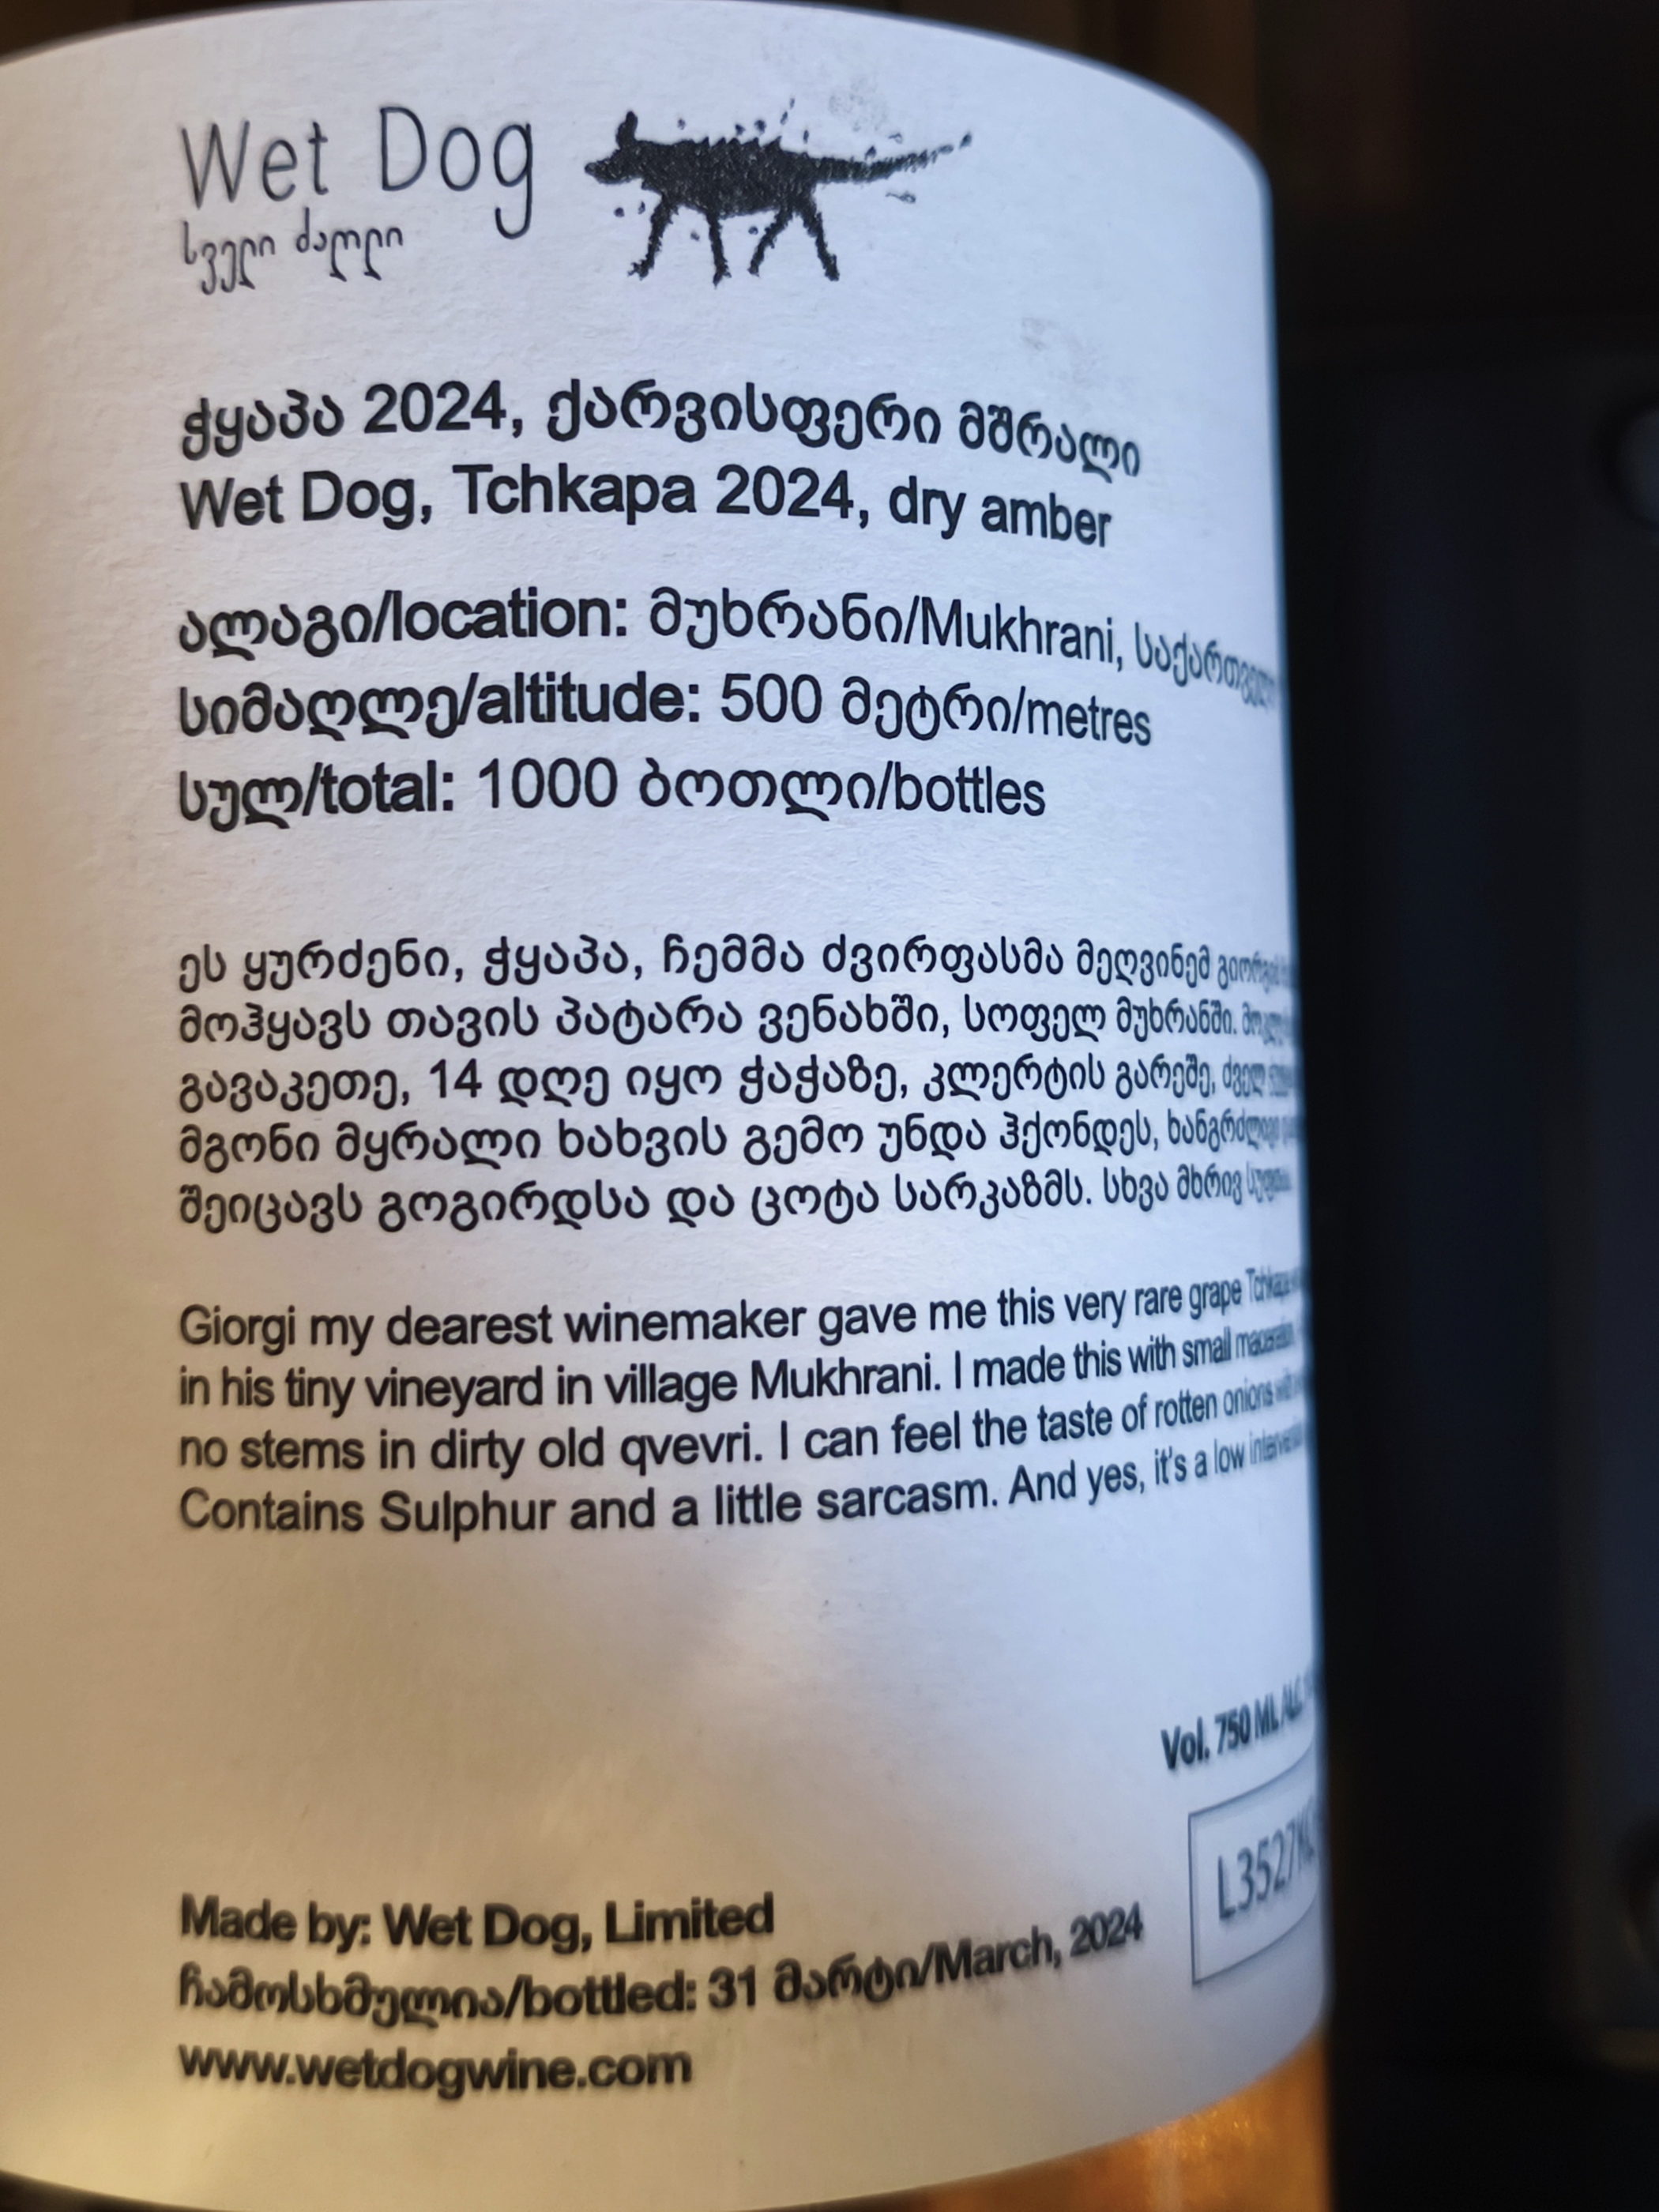 Wet Dog
სველი ძაღლი
ჭყაპა 2024, ქარვისფერი მშრალი
Wet Dog, Tchkapa 2024, dry amber
ალაგი/location: მუხრანი/Mukhrani,
სიმაღლე/altitude: 500 მეტრი/metres
სულ/total: 1000 ბოთლი/bottles
ეს ყურძენი, ჭყაპა, ჩემმა ძვირფასმა მეღვინემ
მოჰყავს თავის პატარა ვენახში, სოფელ მუხრანში.
გავაკეთე, 14 დღე იყო ჭაჭაზე, კლერტის გარეშე, ძველ
მგონი მყრალი ხახვის გემო უნდა ჰქონდეს,
შეიცავს გოგირდსა და ცოტა სარკაზმს. სხვა მხრივ
Giorgi my dearest winemaker gave me this very rare grape Tchkapa
in his tiny vineyard in village Mukhrani. I made this with small
no stems in dirty old qvevri. I can feel the taste of rotten onions
Contains Sulphur and a little sarcasm. And yes, it's a low
Vol. 750 ML ALC.
Made by: Wet Dog, Limited
ჩამოსხმულია/bottled: 31 მარტი/March, 2024
www.wetdogwine.com